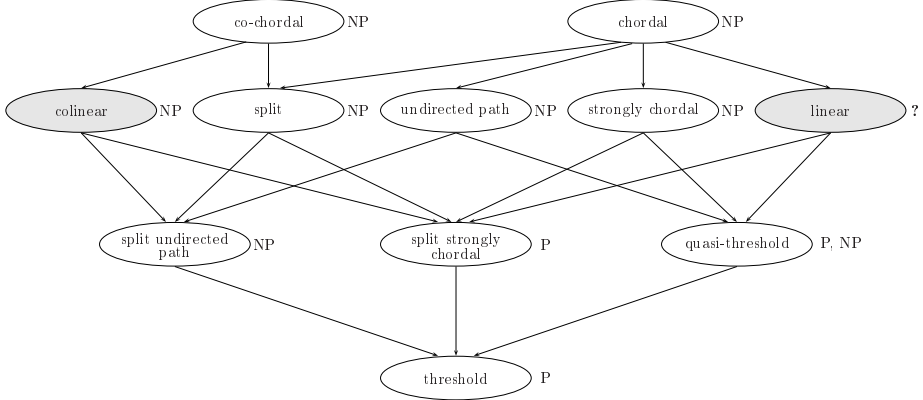 co-chordal NP chordal NP
colinear NP split NP undirected path NP strongly chordal NP linear ?
split undirected path NP split strongly chordal P quasi-threshold P, NP
threshold P